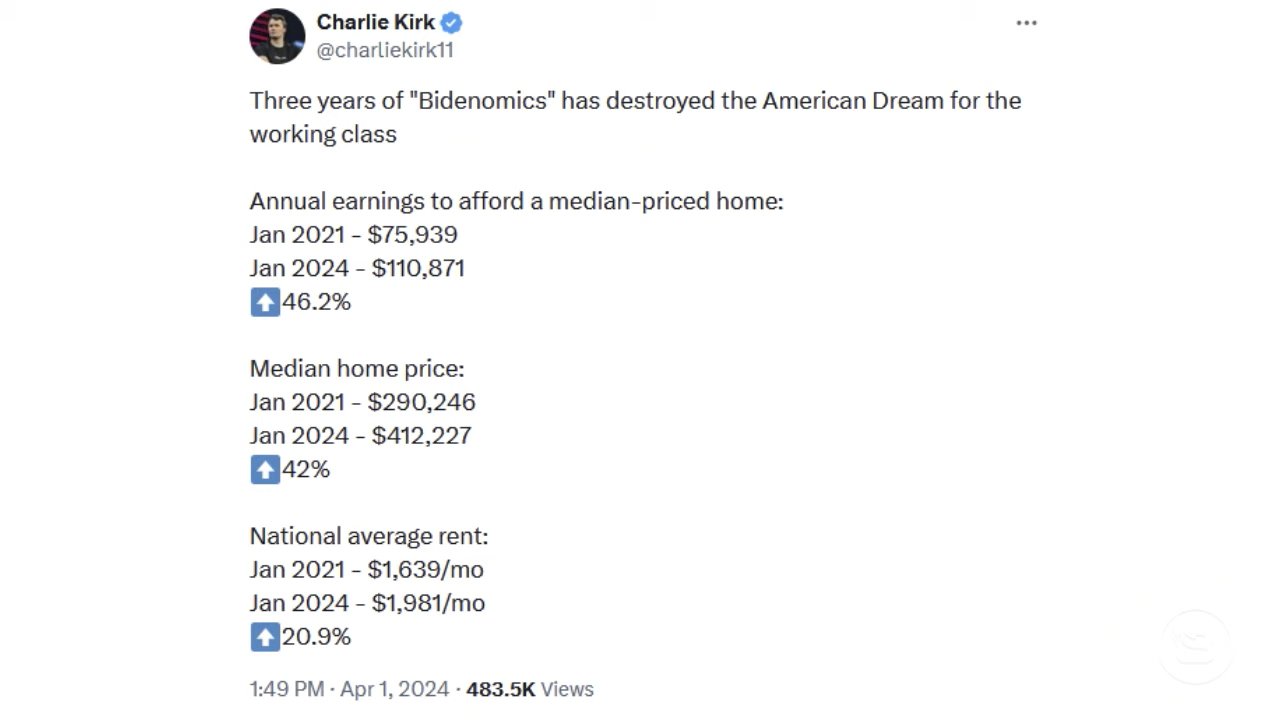 Charlie Kirk
@charliekirk11
Three years of "Bidenomics" has destroyed the American Dream for the
working class
Annual earnings to afford a median-priced home:
Jan 2021 - $75,939
Jan 2024 - $110,871
⬆️46.2%
Median home price:
Jan 2021 - $290,246
Jan 2024 - $412,227
⬆️42%
National average rent:
Jan 2021 - $1,639/mo
Jan 2024 - $1,981/mo
⬆️20.9%
1:49 PM · Apr 1, 2024 · 483.5K Views